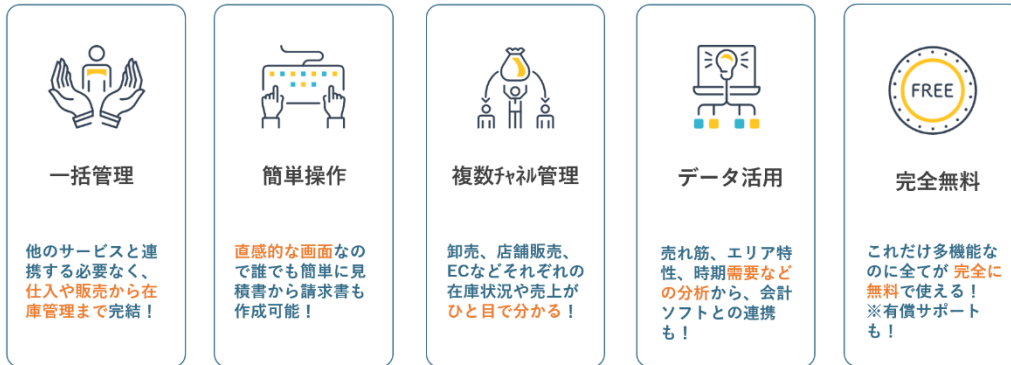 一括管理
他のサービスと連
携する必要なく、
仕入や販売から在
庫管理まで完結！
簡単操作
直感的な画面なの
で誰でも簡単に見
積書から請求書も
作成可能！
複数ﾁｬﾈﾙ管理
卸売、店舗販売、
ECなどそれぞれの
在庫状況や売上が
ひと目で分かる！
データ活用
売れ筋、エリア特
性、時期需要など
の分析から、会計
ソフトとの連携
も！
FREE
完全無料
これだけ多機能な
のに全てが 完全に
無料で使える！
※有償サポート
も！